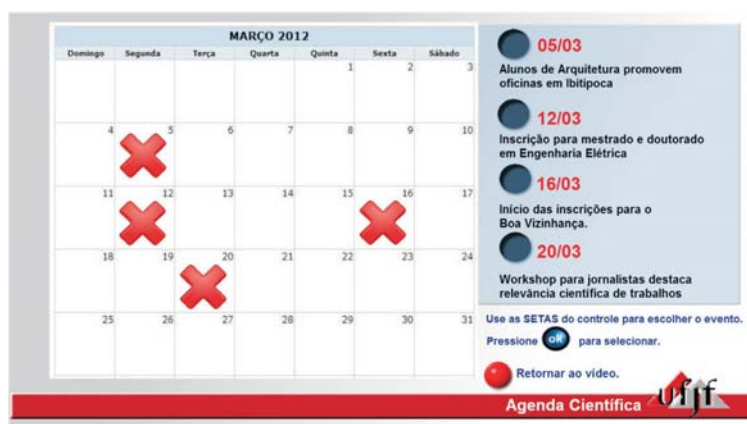 MARÇO 2012
Domingo Segunda Terça Quarta Quinta Sexta Sábado
1 2 3
4 5 6 7 8 9 10
11 12 13 14 15 16 17
18 19 20 21 22 23 24
25 26 27 28 29 30 31
05/03
Alunos de Arquitetura promovem
oficinas em Ibitipoca
12/03
Inscrição para mestrado e doutorado
em Engenharia Elétrica
16/03
Início das inscrições para o
Boa Vizinhança.
20/03
Workshop para jornalistas destaca
relevância científica de trabalhos
Use as SETAS do controle para escolher o evento.
Pressione OK para selecionar.
Retornar ao vídeo.
Agenda Científica ufjf